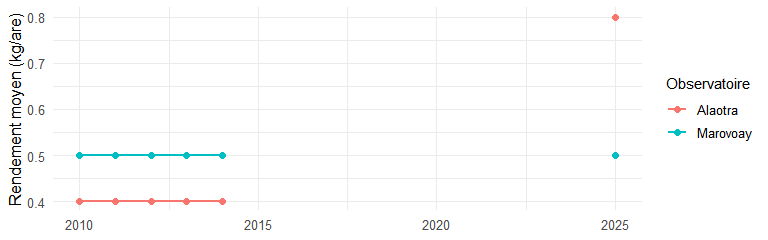 Rendement moyen (kg/are)
0.8
0.7
0.6
0.5
0.4
2010 2015 2020 2025
Observatoire
Alaotra
Marovoay